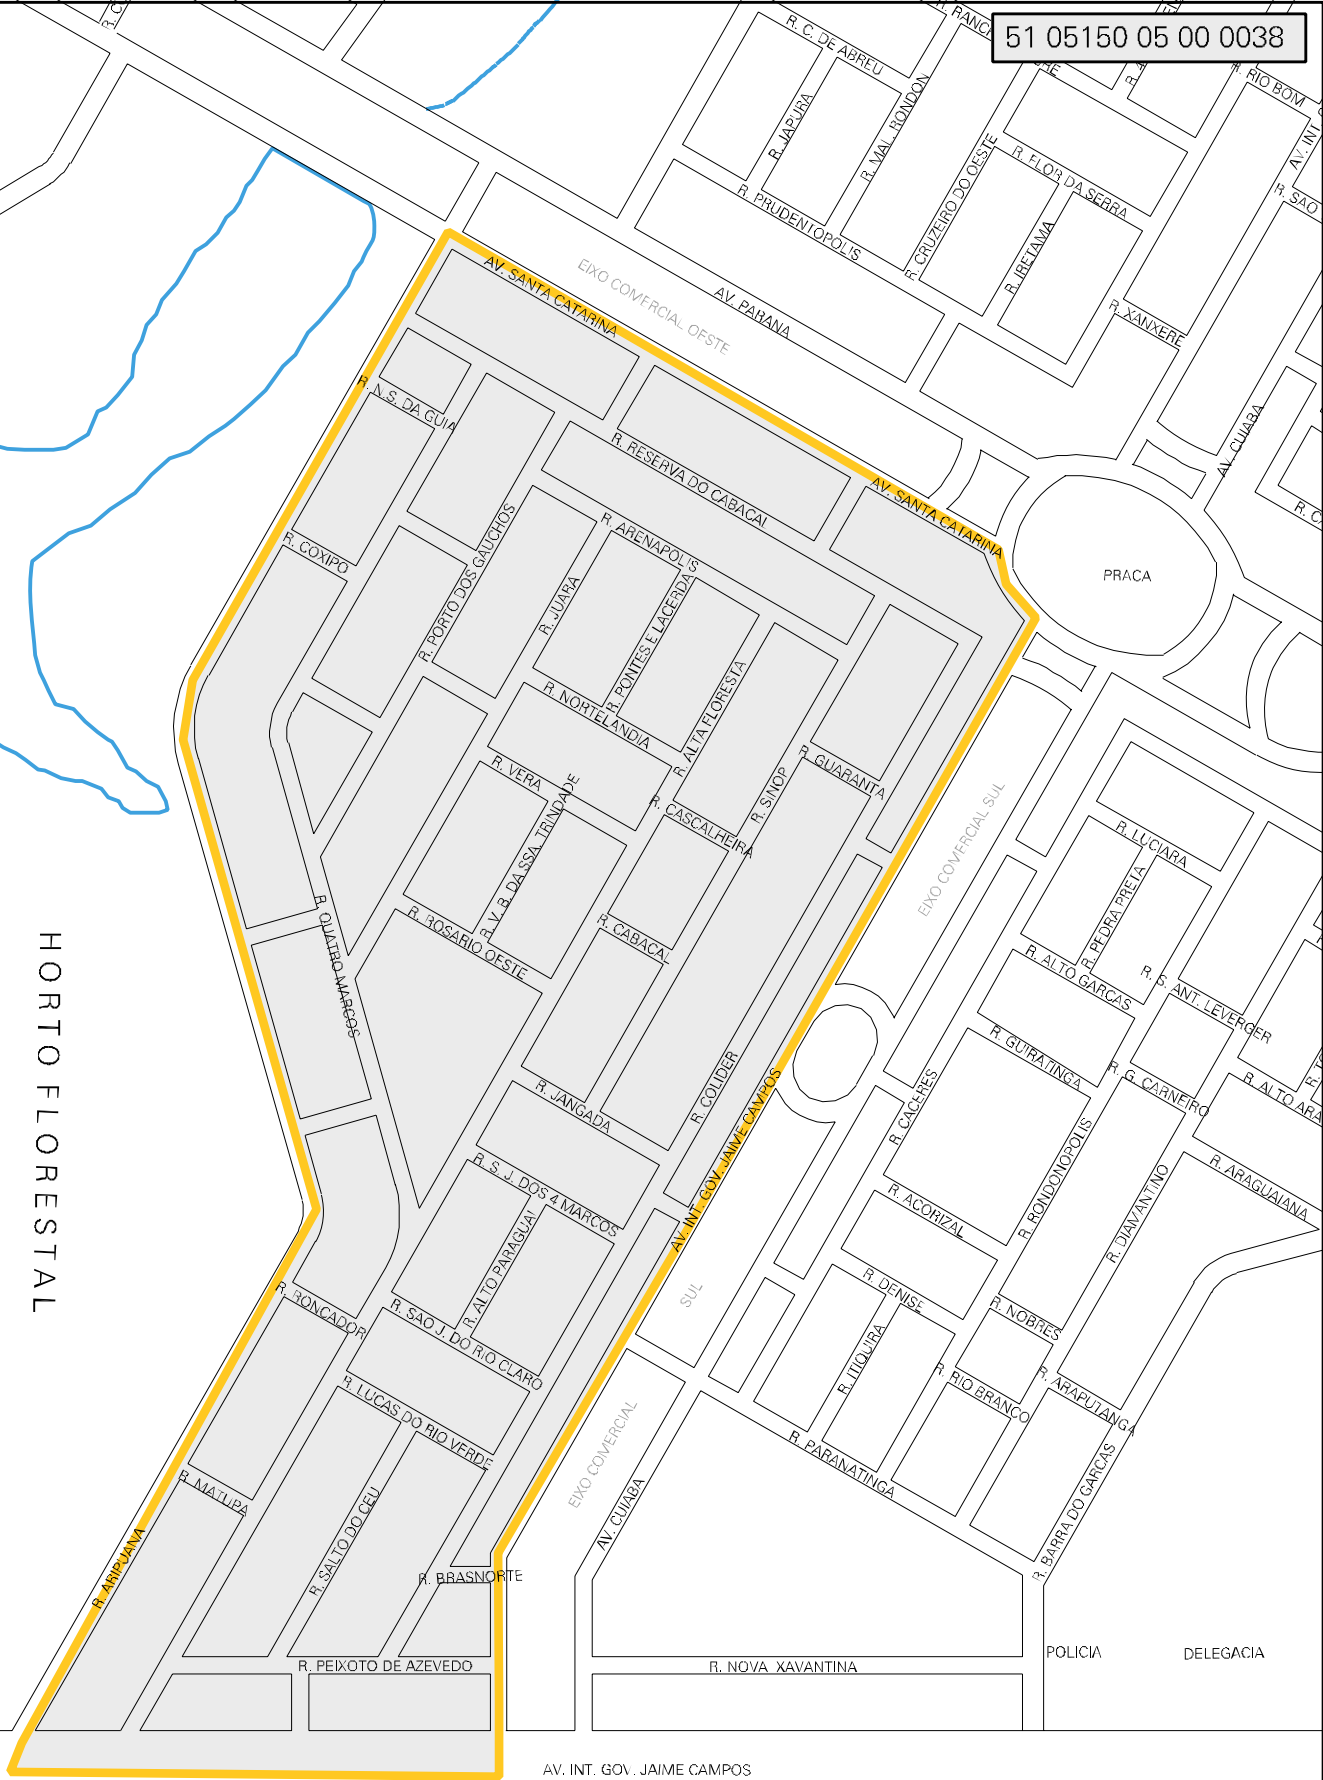 51 05150 05 00 0038
R. C. DE ABREU
R. RIO BOM
R. JAPURA
R. MAL. RONDON
R. FLOR DA SERRA
R. CRUZEIRO DO OESTE
R. PRUDENTOPOLIS
R. IRETAMA
AV. SANTA CATARINA
EIXO COMERCIAL OESTE
AV. PARANA
R. XANXERE
R. N. S. DA GUIA
AV. CUIABA
R. RESERVA DO CABACAL
AV. SANTA CATARINA
R. COXIPO
R. PORTO DOS GAUCHOS
R. ARENAPOLIS
R. JUARA
R. PONTES E LACERDA
PRACA
R. ALTA FLORESTA
R. NORTELANDIA
R. VERA
R. V. B. DA SSA. TRINDADE
R. CASCALHEIRA
R. SINOP
R. GUARANTA
EIXO COMERCIAL SUL
R. LUCIARA
R. PEDRA PRETA
R. QUATRO MARCOS
R. ROSARIO OESTE
R. CABACAL
R. ALTO GARCAS
R. S. ANT. LEVERGER
HORTO FLORESTAL
R. GUIRATINGA
R. JANGADA
R. COLIDER
AV. INT. GOV. JAIME CAMPOS
R. CACERES
R. G. CARNEIRO
R. ALTO ARA
R. S. J. DOS 4 MARCOS
R. ALTO PARAGUAI
R. ACORIZAL
R. RONDONOPOLIS
R. DIAMANTINO
R. ARAGUAIANA
R. RONCADOR
R. SAO J. DO RIO CLARO
SUL
R. DENISE
R. NOBRES
R. ITIQUIRA
R. RIO BRANCO
R. ARAPUTANGA
R. LUCAS DO RIO VERDE
EIXO COMERCIAL
R. PARANATINGA
R. MATUPA
R. SALTO DO CEU
AV. CUIABA
R. BARRA DO GARCAS
R. ARIPUANA
R. BRASNORTE
R. PEIXOTO DE AZEVEDO
R. NOVA XAVANTINA
POLICIA
DELEGACIA
AV. INT. GOV. JAIME CAMPOS